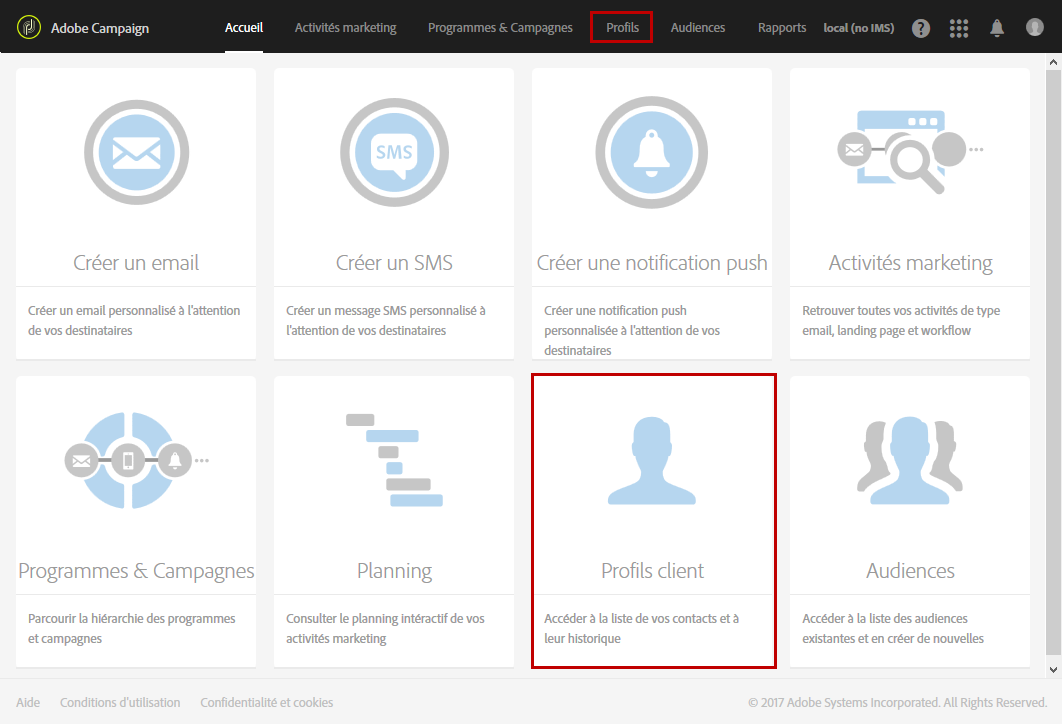 Adobe Campaign
Accueil
Activités marketing
Programmes & Campagnes
Profils
Audiences
Rapports
local (no IMS)
?
SMS
Créer un email
Créer un email personnalisé à l'attention
de vos destinataires
Créer un SMS
Créer un message SMS personnalisé à
l'attention de vos destinataires
Créer une notification push
Créer une notification push
personnalisée à l'attention de vos
destinataires
Activités marketing
Retrouver toutes vos activités de type
email, landing page et workflow
Programmes & Campagnes
Parcourir la hiérarchie des programmes
et campagnes
Planning
Consulter le planning intéractif de vos
activités marketing
Profils client
Accéder à la liste de vos contacts et à
leur historique
Audiences
Accéder à la liste des audiences
existantes et en créer de nouvelles
Aide
Conditions d'utilisation
Confidentialité et cookies
© 2017 Adobe Systems Incorporated. All Rights Reserved.